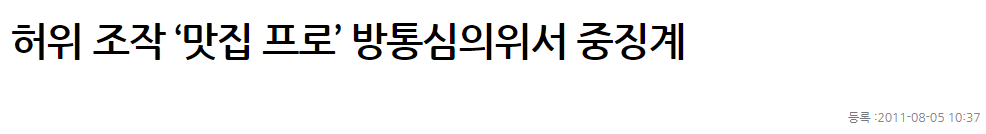 허위 조작 ‘맛집 프로’ 방통심의위서 중징계
등록 :2011-08-05 10:37